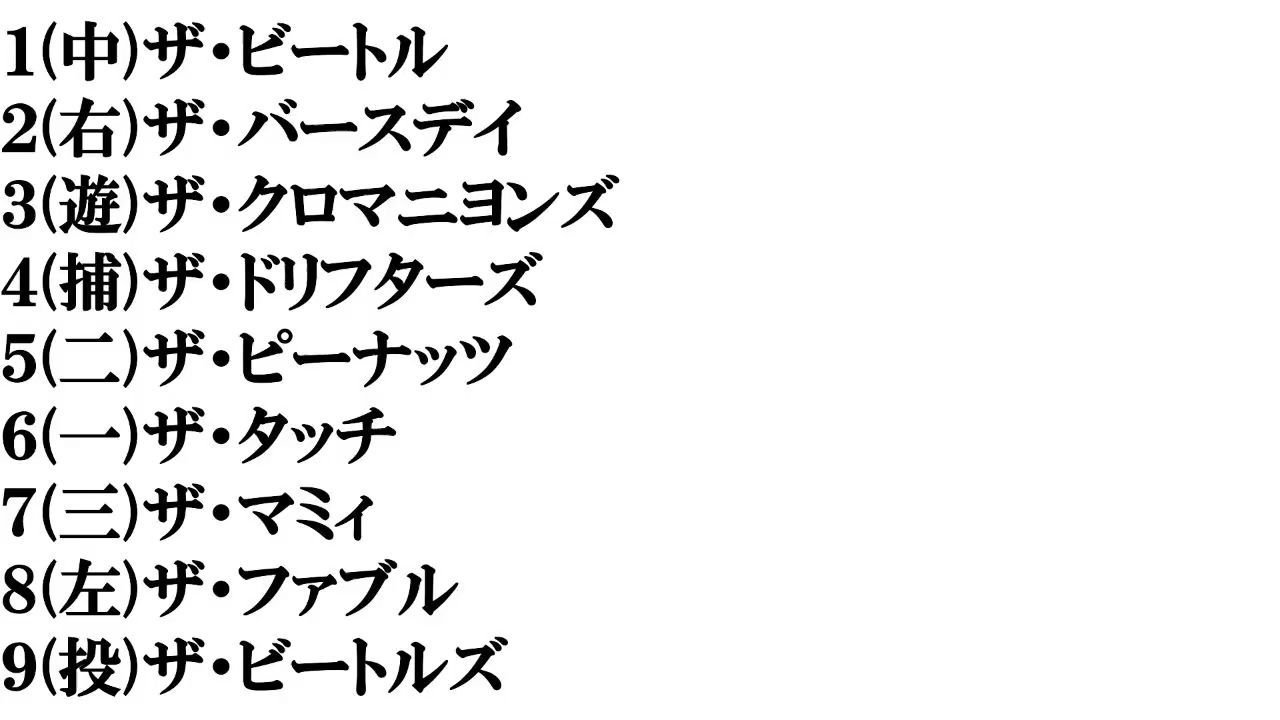 1(中)ザ・ビートル
2(右)ザ・バースデイ
3(遊)ザ・クロマニヨンズ
4(捕)ザ・ドリフターズ
5(二)ザ・ピーナッツ
6(一)ザ・タッチ
7(三)ザ・マミィ
8(左)ザ・ファブル
9(投)ザ・ビートルズ